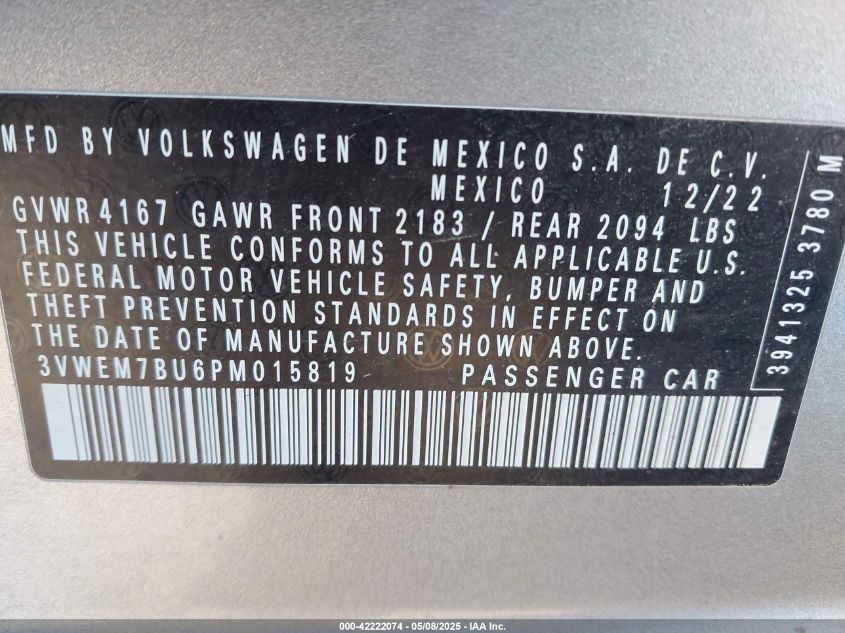 MFD BY VOLKSWAGEN DE MEXICO S.A. DE C.V.
MEXICO 12/22
GVWR 4167 GAWR FRONT 2183 / REAR 2094 LBS
THIS VEHICLE CONFORMS TO ALL APPLICABLE U.S.
FEDERAL MOTOR VEHICLE SAFETY, BUMPER AND
THEFT PREVENTION STANDARDS IN EFFECT ON
THE DATE OF MANUFACTURE SHOWN ABOVE.
3VWEM7BU6PM015819 PASSENGER CAR
3941325 3780 M
000-42222074 - 05/08/2025 - IAA Inc.